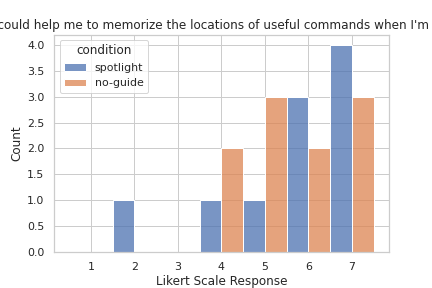 could help me to memorize the locations of useful commands when I'm
condition
spotlight
no-guide
4.0
3.5
3.0
2.5
2.0
1.5
1.0
0.5
0.0
Count
1 2 3 4 5 6 7
Likert Scale Response